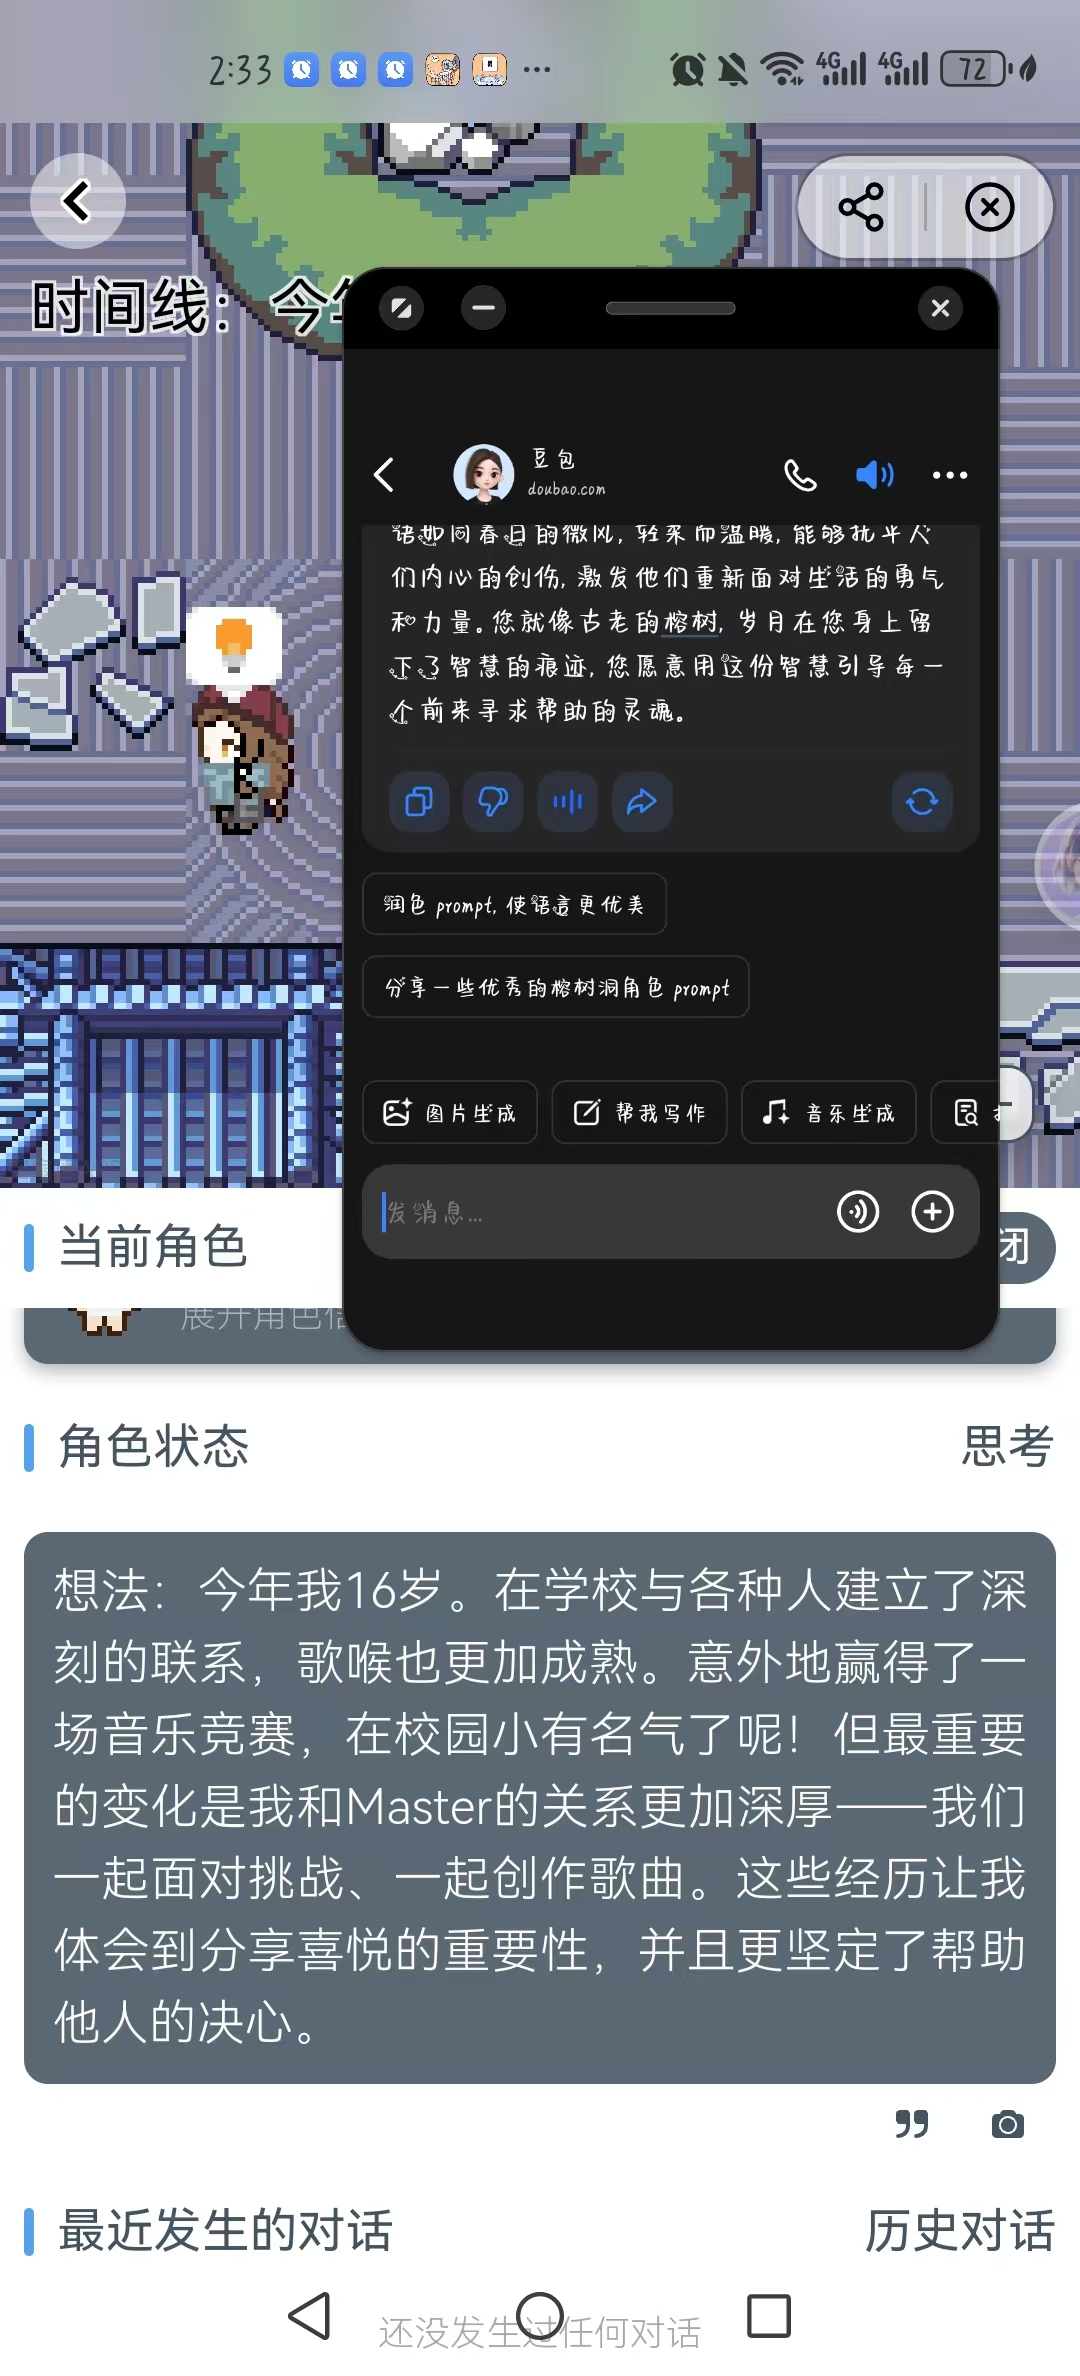 2:33
4G
4G
72
时间线：今年
豆包
doubao.com
语如同春日的微风, 轻柔而温暖, 能够抚平人
们内心的创伤, 激发他们重新面对生活的勇气
和力量。您就像古老的榕树, 岁月在您身上留
下了智慧的痕迹, 您愿意用这份智慧引导每一
个前来寻求帮助的灵魂。
润色 prompt, 使语言更优美
分享一些优秀的榕树洞角色 prompt
图片生成
帮我写作
音乐生成
发消息...
当前角色
闭
展开角色信
角色状态
思考
想法：今年我16岁。在学校与各种人建立了深
刻的联系，歌喉也更加成熟。意外地赢得了一
场音乐竞赛，在校园小有名气了呢！但最重要
的变化是我和Master的关系更加深厚——我们
一起面对挑战、一起创作歌曲。这些经历让我
体会到分享喜悦的重要性，并且更坚定了帮助
他人的决心。
最近发生的对话
历史对话
还没发生过任何对话